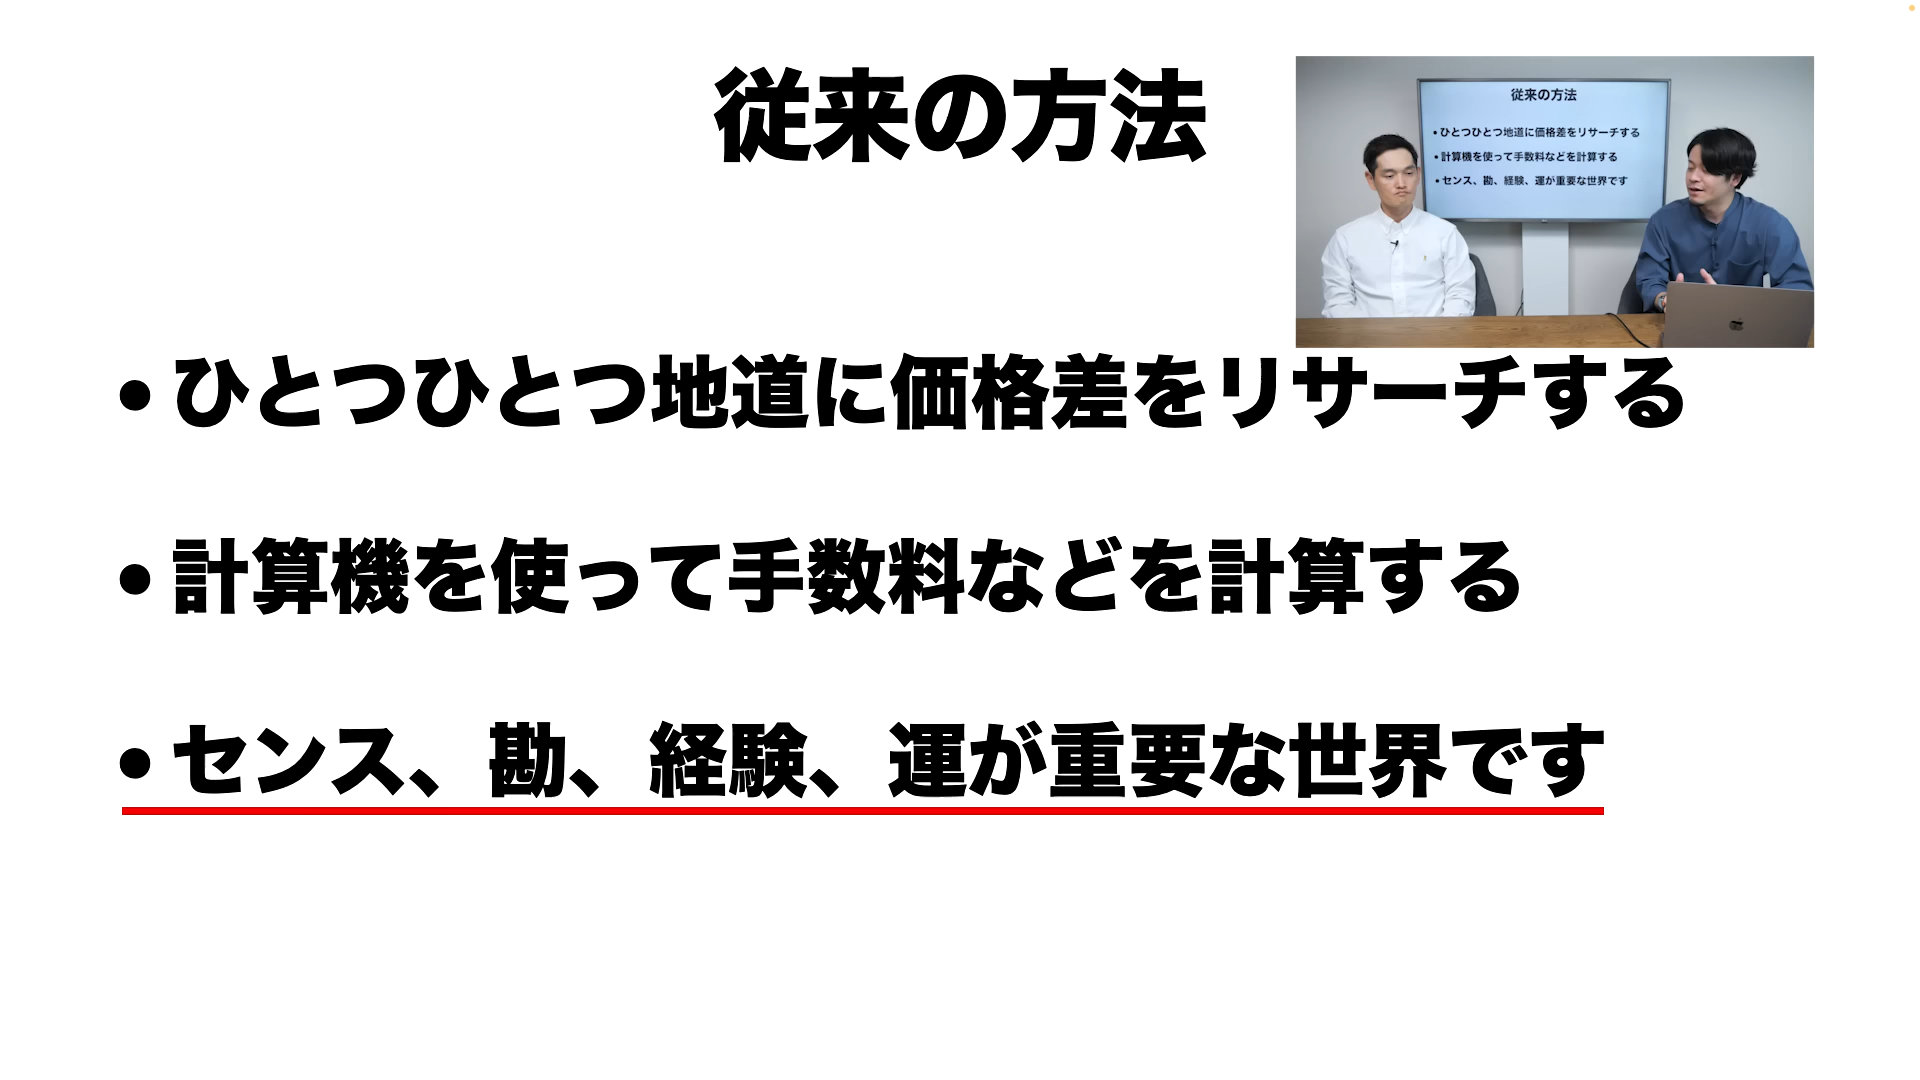 従来の方法
• ひとつひとつ地道に価格差をリサーチする
• 計算機を使って手数料などを計算する
• センス、勘、経験、運が重要な世界です
従来の方法
• ひとつひとつ地道に価格差をリサーチする
• 計算機を使って手数料などを計算する
• センス、勘、経験、運が重要な世界です